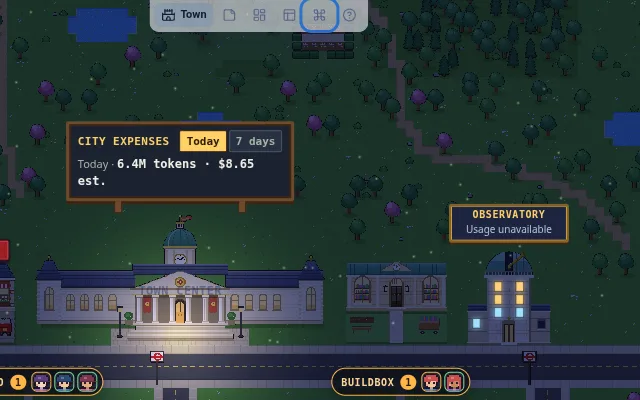 Town
CITY EXPENSES Today 7 days
Today · 6.4M tokens · $8.65
est.
OBSERVATORY
Usage unavailable
TOWN CENTER
1
BUILDBOX 1